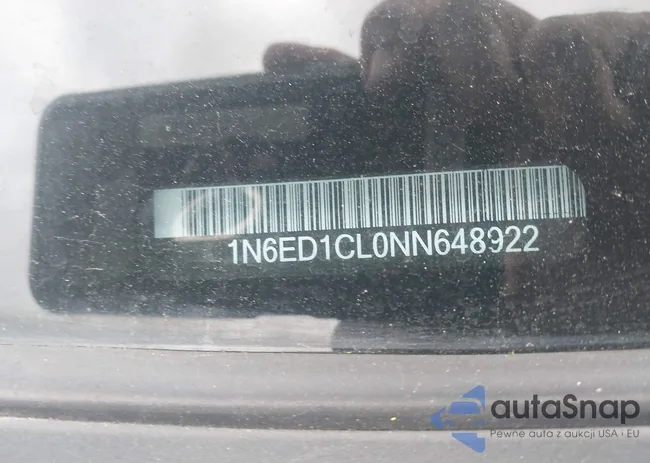 1N6ED1CL0NN648922
autaSnap
Pewne auta z aukcji USA i EU